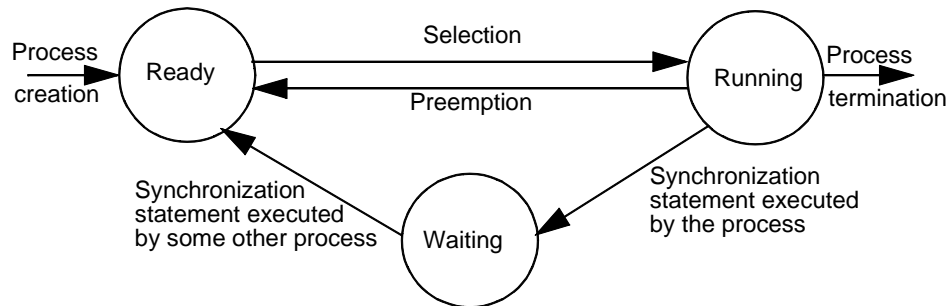 Process
creation
Ready
Selection
Preemption
Running
Process
termination
Synchronization
statement executed
by some other process
Waiting
Synchronization
statement executed
by the process